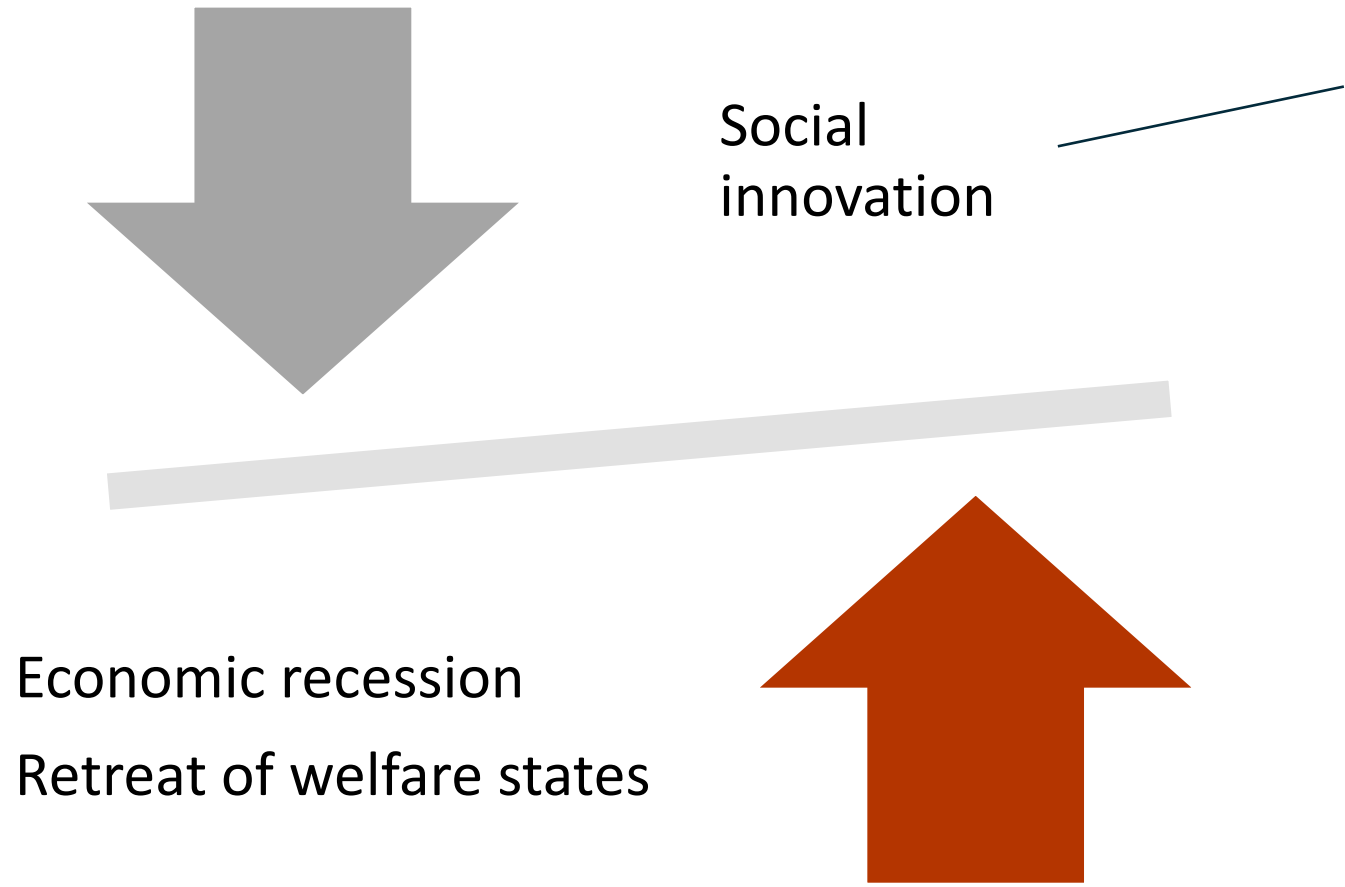 Social
innovation
Economic recession
Retreat of welfare states